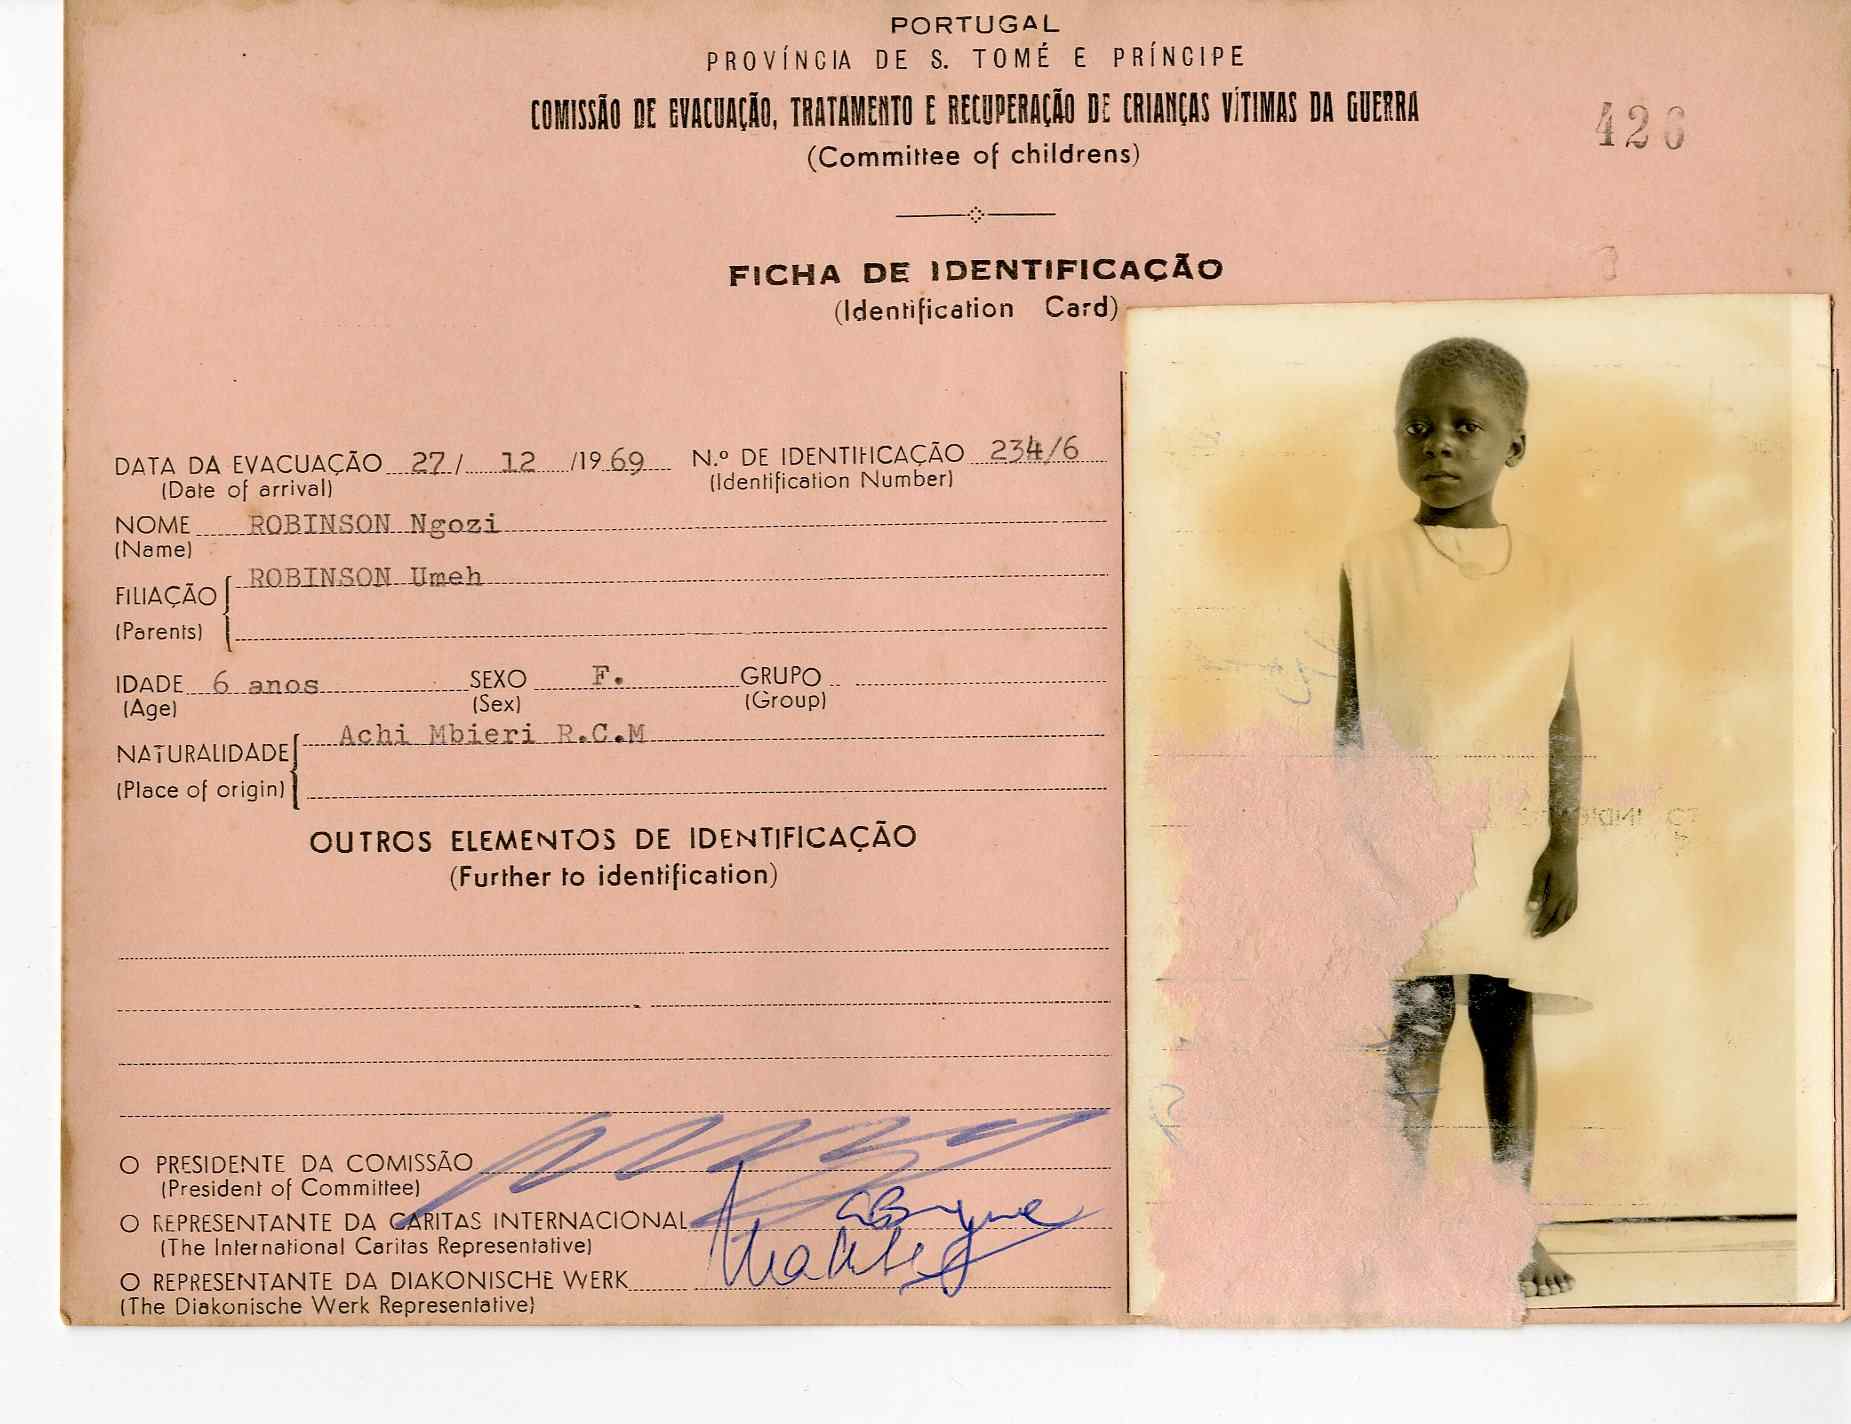 PORTUGAL
PROVÍNCIA DE S. TOMÉ E PRÍNCIPE
COMISSÃO DE EVACUAÇÃO, TRATAMENTO E RECUPERAÇÃO DE CRIANÇAS VÍTIMAS DA GUERRA
(Committee of childrens)
426
FICHA DE IDENTIFICAÇÃO
(Identification Card)
DATA DA EVACUAÇÃO 27/ 12 /1969 N.º DE IDENTIFICAÇÃO 234/6
(Date of arrival) (Identification Number)
NOME ROBINSON Ngozi
(Name)
FILIAÇÃO ROBINSON Umeh
(Parents)
IDADE 6 anos SEXO F. GRUPO
(Age) (Sex) (Group)
NATURALIDADE Achi Mbieri R.C.M
(Place of origin)
OUTROS ELEMENTOS DE IDENTIFICAÇÃO
(Further to identification)
O PRESIDENTE DA COMISSÃO
(President of Committee)
O REPRESENTANTE DA CARITAS INTERNACIONAL
(The International Caritas Representative)
O REPRESENTANTE DA DIAKONISCHE WERK
(The Diakonische Werk Representative)